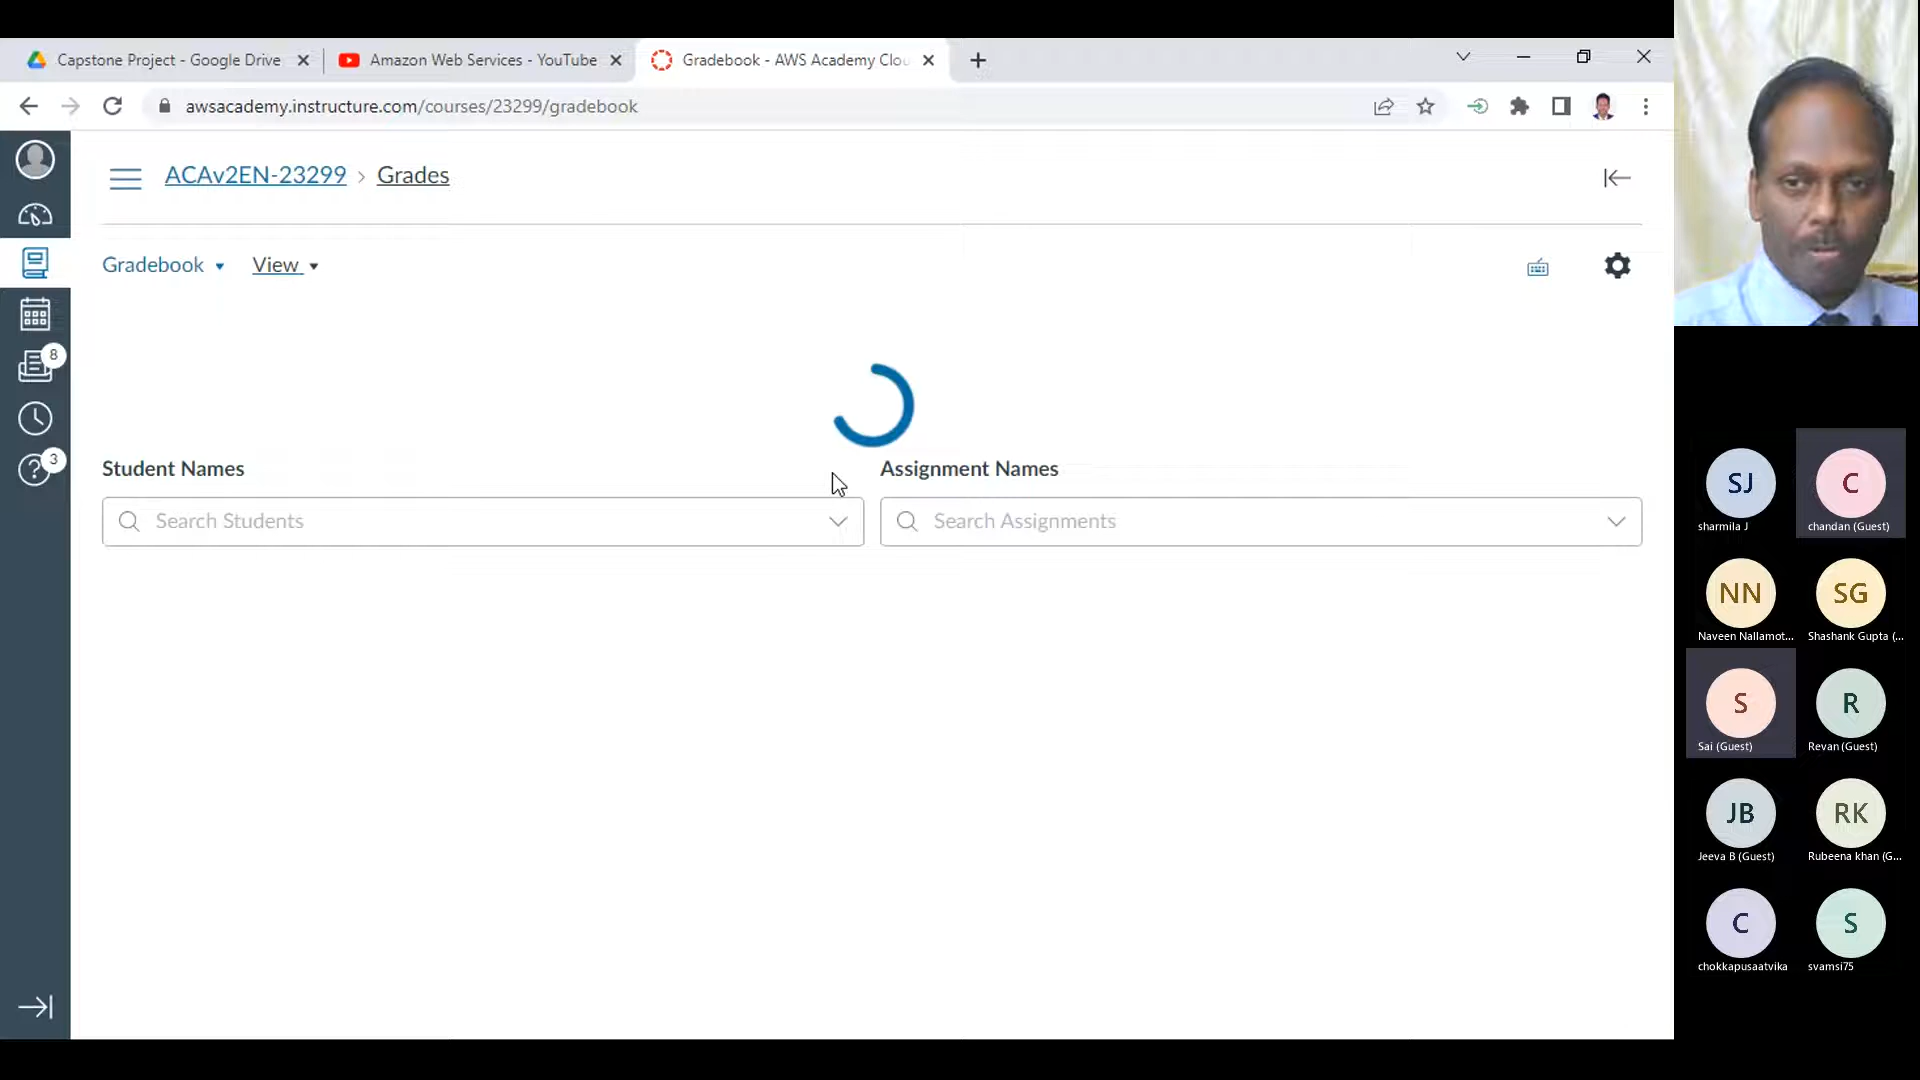 Capstone Project - Google Drive
Amazon Web Services - YouTube
Gradebook - AWS Academy Clou
awsacademy.instructure.com/courses/23299/gradebook
ACAv2EN-23299 > Grades
Gradebook View
8
3
Student Names
Assignment Names
Search Students
Search Assignments
SJ
sharmila J
C
chandan (Guest)
NN
Naveen Nallamot...
SG
Shashank Gupta (...
S
Sai (Guest)
R
Revan (Guest)
JB
Jeeva B (Guest)
RK
Rubeena khan (G...
C
chokkapusaatvika
S
svamsi75